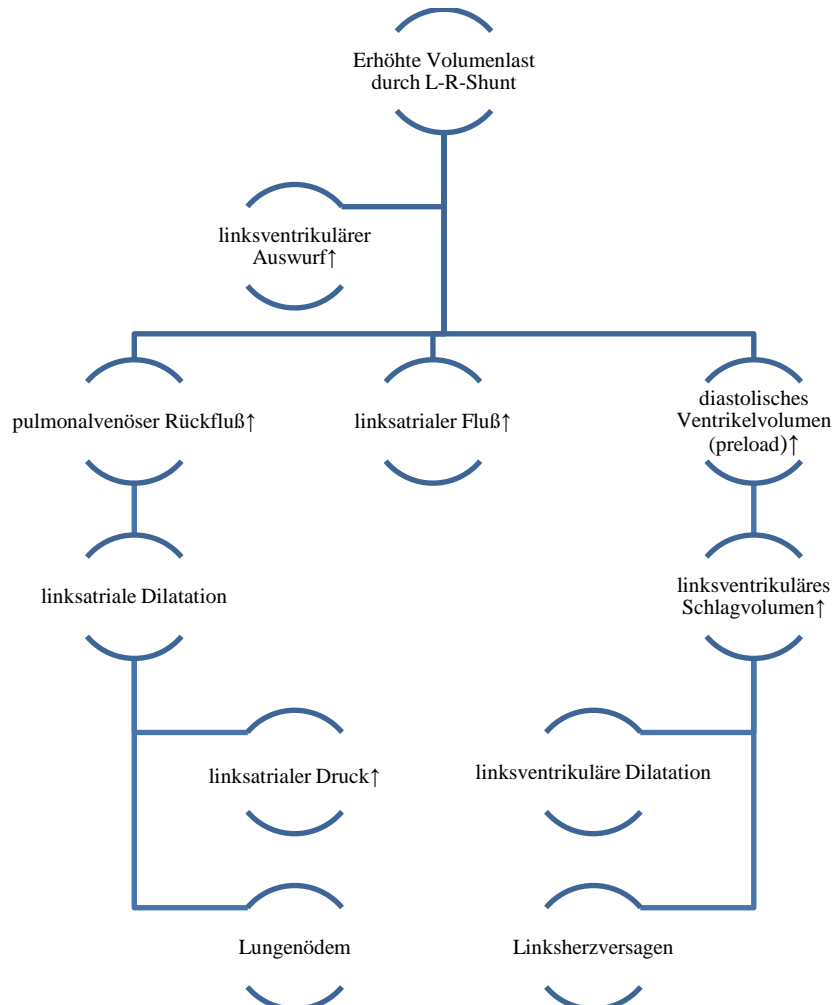 Erhöhte Volumenlast
durch L-R-Shunt
linksventrikulärer
Auswurf↑
pulmonalvenöser Rückfluß↑
linksatrialer Fluß↑
diastolisches
Ventrikelvolumen
(preload)↑
linksatriale Dilatation
linksventrikuläres
Schlagvolumen↑
linksatrialer Druck↑
linksventrikuläre Dilatation
Lungenödem
Linksherzversagen